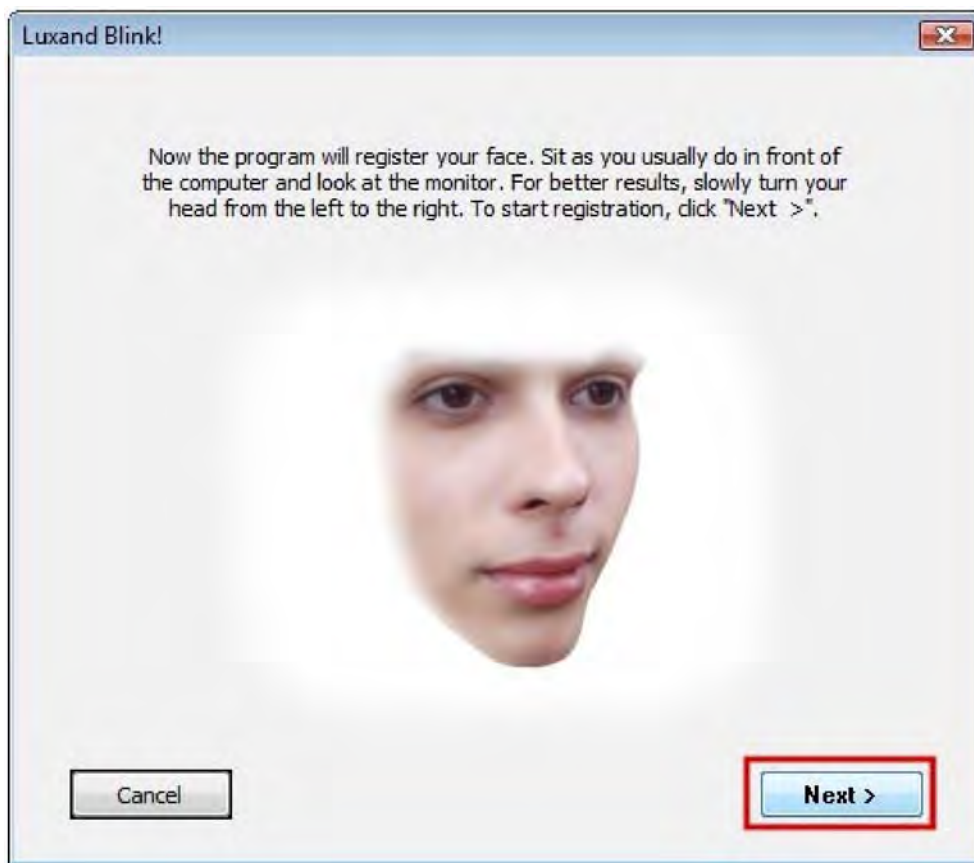 Luxand Blink!
Now the program will register your face. Sit as you usually do in front of
the computer and look at the monitor. For better results, slowly turn your
head from the left to the right. To start registration, click "Next  >".
Cancel
Next >